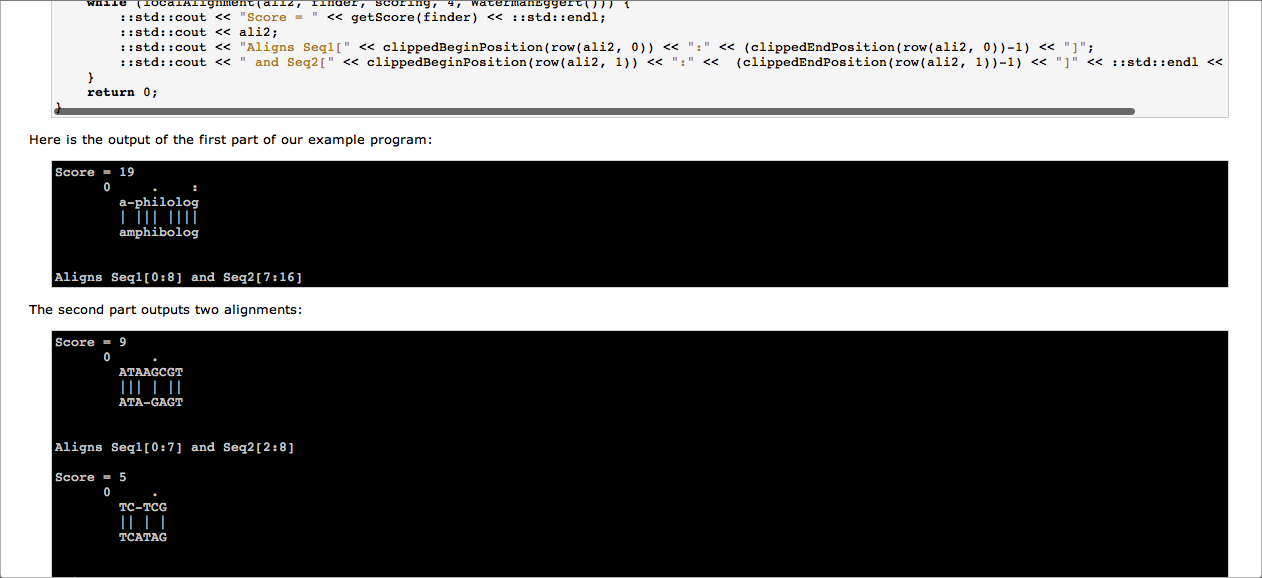 while (localAlignment(ali2, finder, scoring, 4, WatermanEggert())) {
::std::cout << "Score = " << getScore(finder) << ::std::endl;
::std::cout << ali2;
::std::cout << "Aligns Seq1[" << clippedBeginPosition(row(ali2, 0)) << ":" << (clippedEndPosition(row(ali2, 0))-1) << "]";
::std::cout << " and Seq2[" << clippedBeginPosition(row(ali2, 1)) << ":" <<  (clippedEndPosition(row(ali2, 1))-1) << "]" << ::std::endl <<
}
return 0;
}
Here is the output of the first part of our example program:
Score = 19
0     .    :
a-philolog
| ||| ||||
amphibolog
Aligns Seq1[0:8] and Seq2[7:16]
The second part outputs two alignments:
Score = 9
0     .
ATAAGCGT
||| | ||
ATA-GAGT
Aligns Seq1[0:7] and Seq2[2:8]
Score = 5
0     .
TC-TCG
|| | |
TCATAG